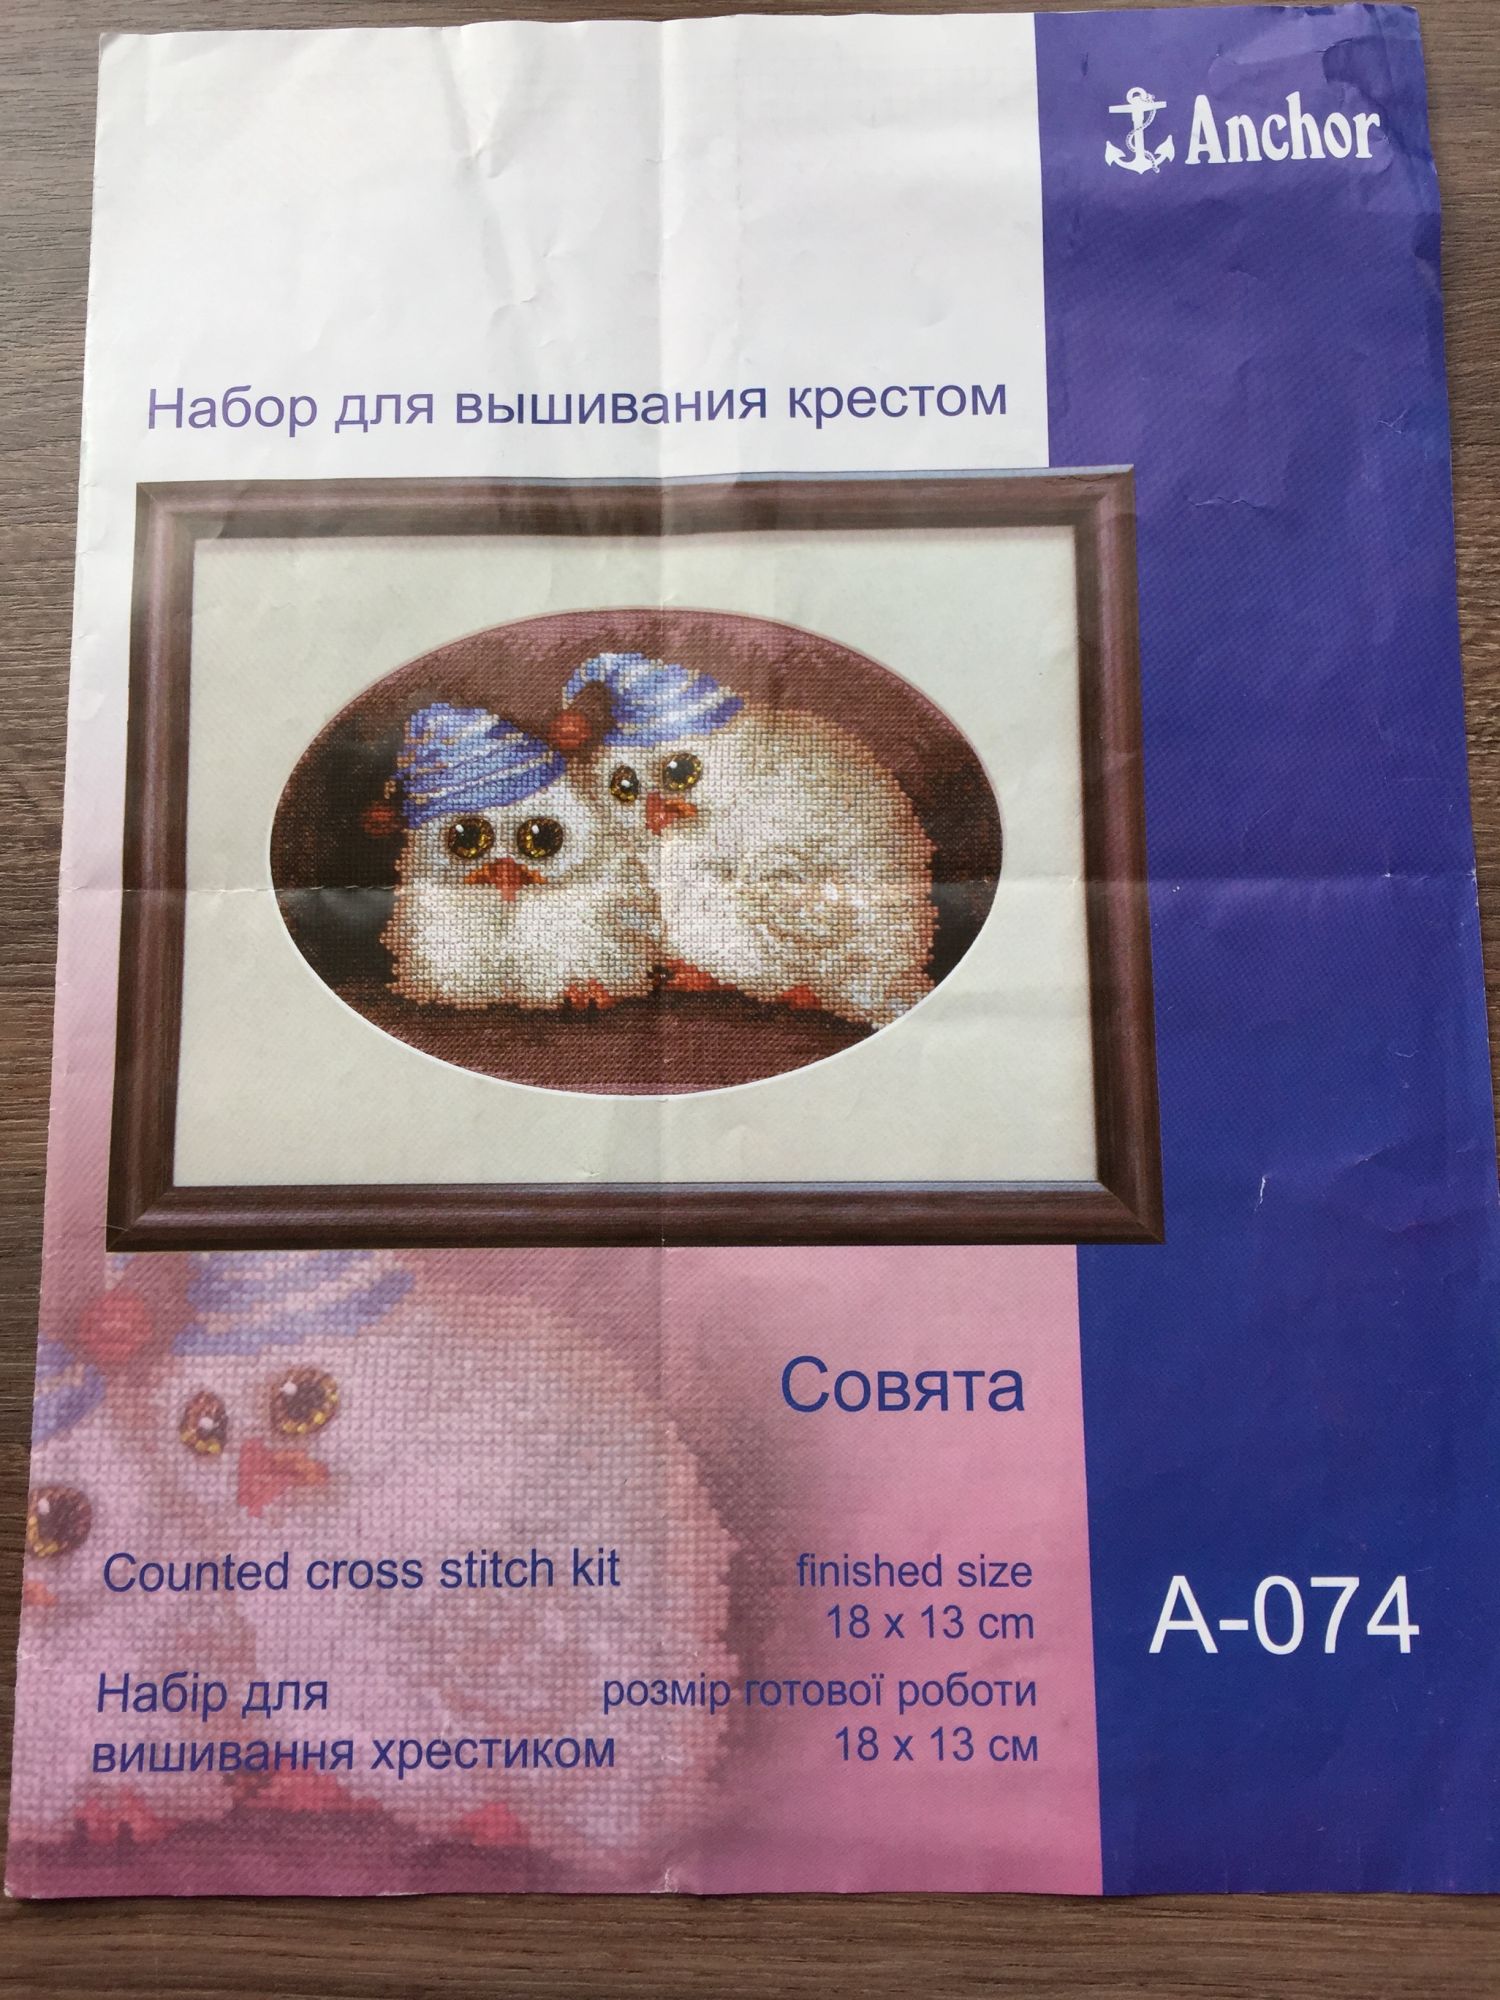 Anchor
Набор для вышивания крестом
Совята
Counted cross stitch kit
finished size
18 x 13 cm
A-074
Набір для
вишивання хрестиком
розмір готової роботи
18 x 13 см